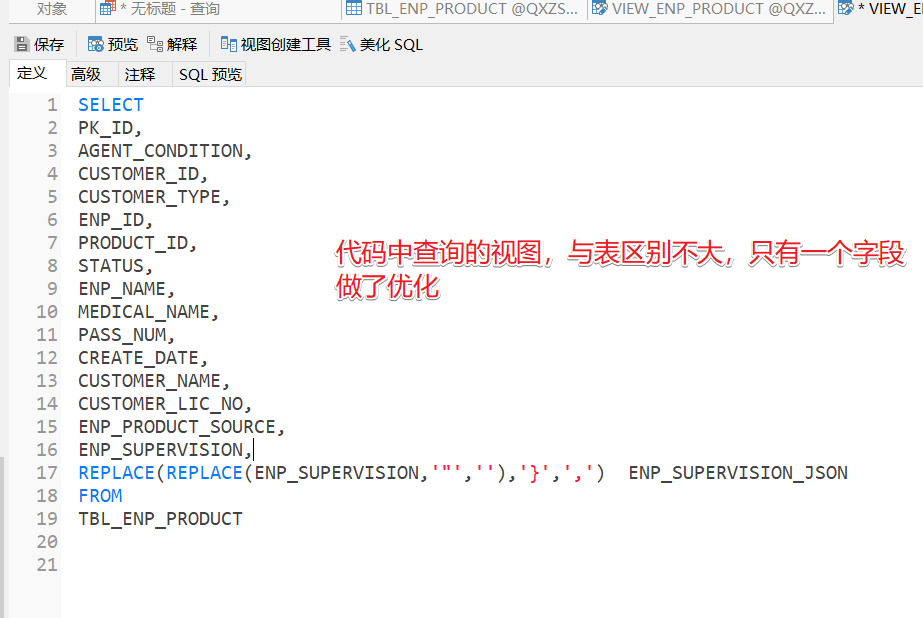 对象 * 无标题 - 查询 TBL_ENP_PRODUCT @QXZS... VIEW_ENP_PRODUCT @QXZ... * VIEW_
保存 预览 解释 视图创建工具 美化 SQL
定义 高级 注释 SQL 预览
1 SELECT
2 PK_ID,
3 AGENT_CONDITION,
4 CUSTOMER_ID,
5 CUSTOMER_TYPE,
6 ENP_ID,
7 PRODUCT_ID,
8 STATUS,
9 ENP_NAME,
10 MEDICAL_NAME,
11 PASS_NUM,
12 CREATE_DATE,
13 CUSTOMER_NAME,
14 CUSTOMER_LIC_NO,
15 ENP_PRODUCT_SOURCE,
16 ENP_SUPERVISION,
17 REPLACE(REPLACE(ENP_SUPERVISION,'"',''),'}',',') ENP_SUPERVISION_JSON
18 FROM
19 TBL_ENP_PRODUCT
20
21
代码中查询的视图，与表区别不大，只有一个字段
做了优化